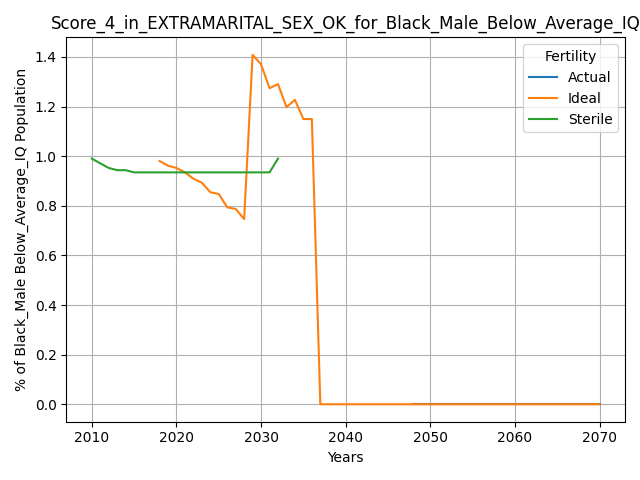 Score_4_in_EXTRAMARITAL_SEX_OK_for_Black_Male_Below_Average_IQ
% of Black_Male Below_Average_IQ Population
1.4
1.2
1.0
0.8
0.6
0.4
0.2
0.0
Fertility
Actual
Ideal
Sterile
2010 2020 2030 2040 2050 2060 2070
Years